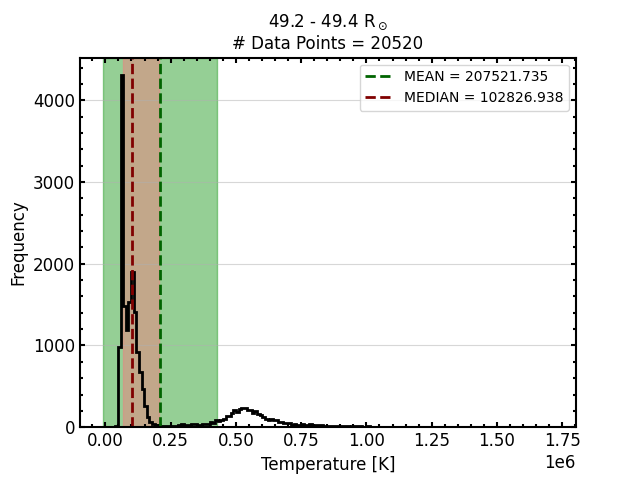 49.2 - 49.4 R⊙
# Data Points = 20520
MEAN = 207521.735
MEDIAN = 102826.938
Frequency
4000
3000
2000
1000
0
0.00 0.25 0.50 0.75 1.00 1.25 1.50 1.75
1e6
Temperature [K]